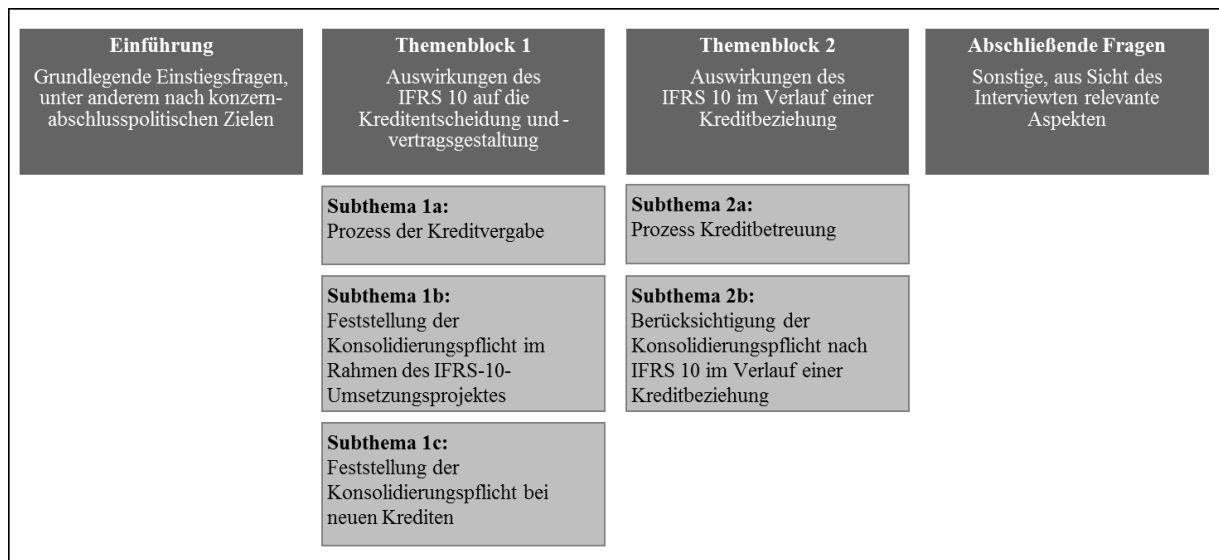 Einführung
Grundlegende Einstiegsfragen,
unter anderem nach konzern-
abschlusspolitischen Zielen
Themenblock 1
Auswirkungen des
IFRS 10 auf die
Kreditentscheidung und -
vertragsgestaltung
Themenblock 2
Auswirkungen des
IFRS 10 im Verlauf einer
Kreditbeziehung
Abschließende Fragen
Sonstige, aus Sicht des
Interviewten relevante
Aspekten
Subthema 1a:
Prozess der Kreditvergabe
Subthema 2a:
Prozess Kreditbetreuung
Subthema 1b:
Feststellung der
Konsolidierungspflicht im
Rahmen des IFRS-10-
Umsetzungsprojektes
Subthema 2b:
Berücksichtigung der
Konsolidierungspflicht nach
IFRS 10 im Verlauf einer
Kreditbeziehung
Subthema 1c:
Feststellung der
Konsolidierungspflicht bei
neuen Krediten